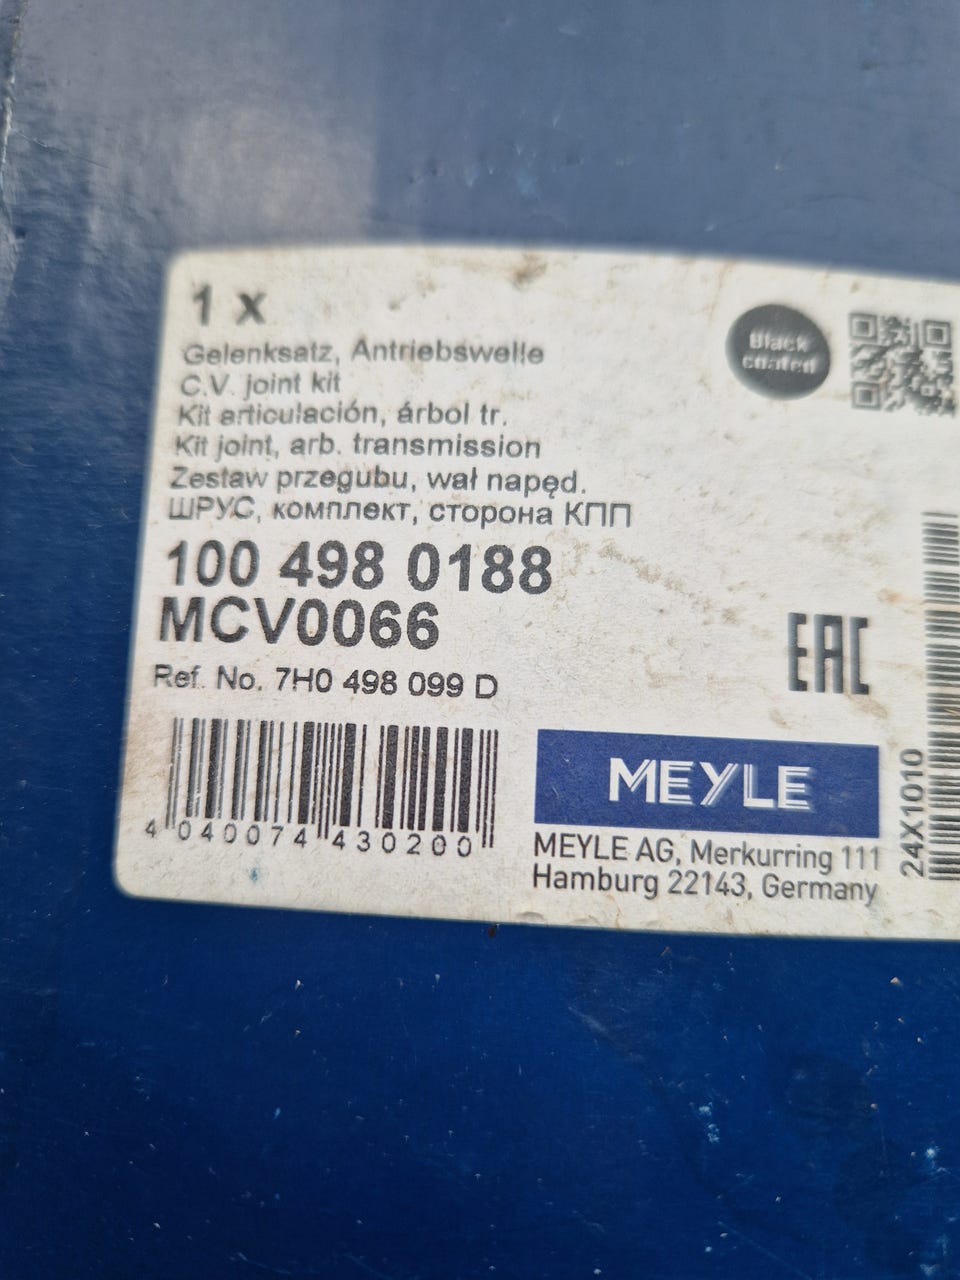 1 x
Gelenksatz, Antriebswelle
C.V. joint kit
Kit articulación, árbol tr.
Kit joint, arb. transmission
Zestaw przegubu, wał napęd.
ШРУС, комплект, сторона КПП
100 498 0188
MCV0066
Ref. No. 7H0 498 099 D
4 040074 430200
Black
coated
EAC
MEYLE
MEYLE AG, Merkurring 111
Hamburg 22143, Germany
24X1010